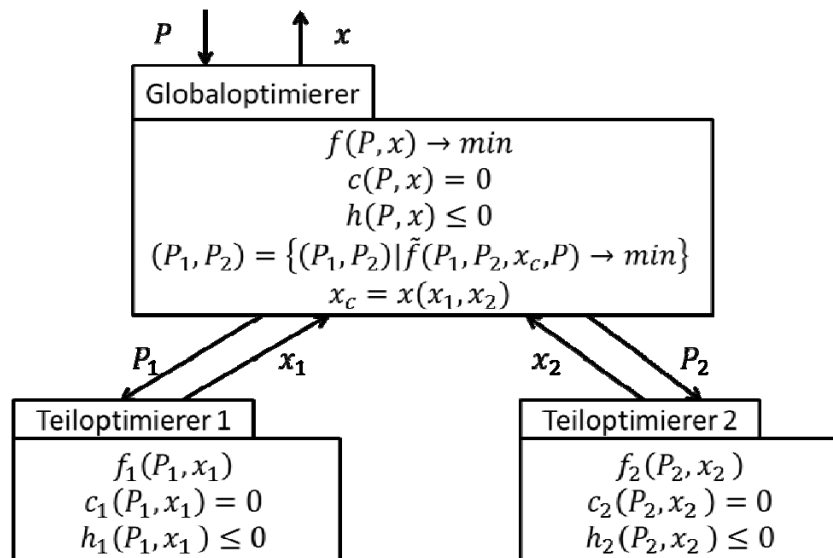 P x
Globaloptimierer
f(P, x) → min
c(P, x) = 0
h(P, x) ≤ 0
(P₁, P₂) = {(P₁, P₂)|f̃(P₁, P₂, x_c, P) → min}
x_c = x(x₁, x₂)
P₁ x₁ x₂ P₂
Teiloptimierer 1 Teiloptimierer 2
f₁(P₁, x₁) f₂(P₂, x₂)
c₁(P₁, x₁) = 0 c₂(P₂, x₂) = 0
h₁(P₁, x₁) ≤ 0 h₂(P₂, x₂) ≤ 0